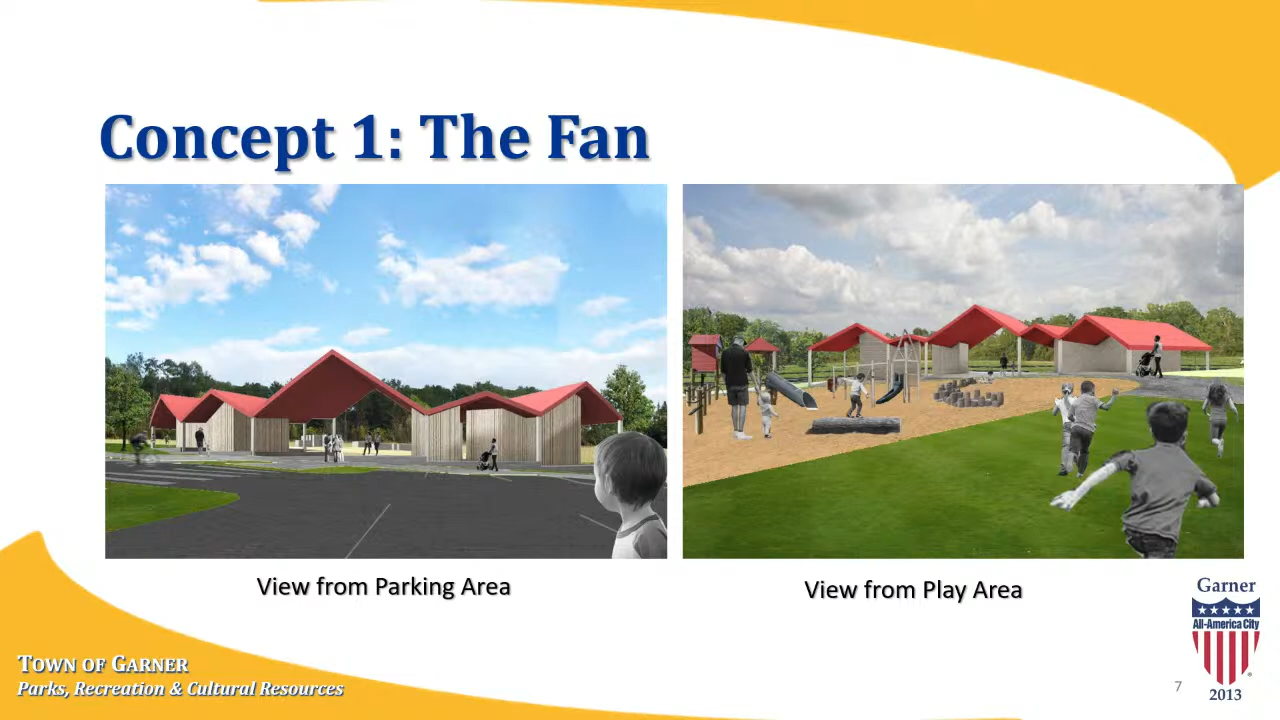 Concept 1: The Fan
View from Parking Area
View from Play Area
Garner
All-America City
2013
TOWN OF GARNER
Parks, Recreation & Cultural Resources
7